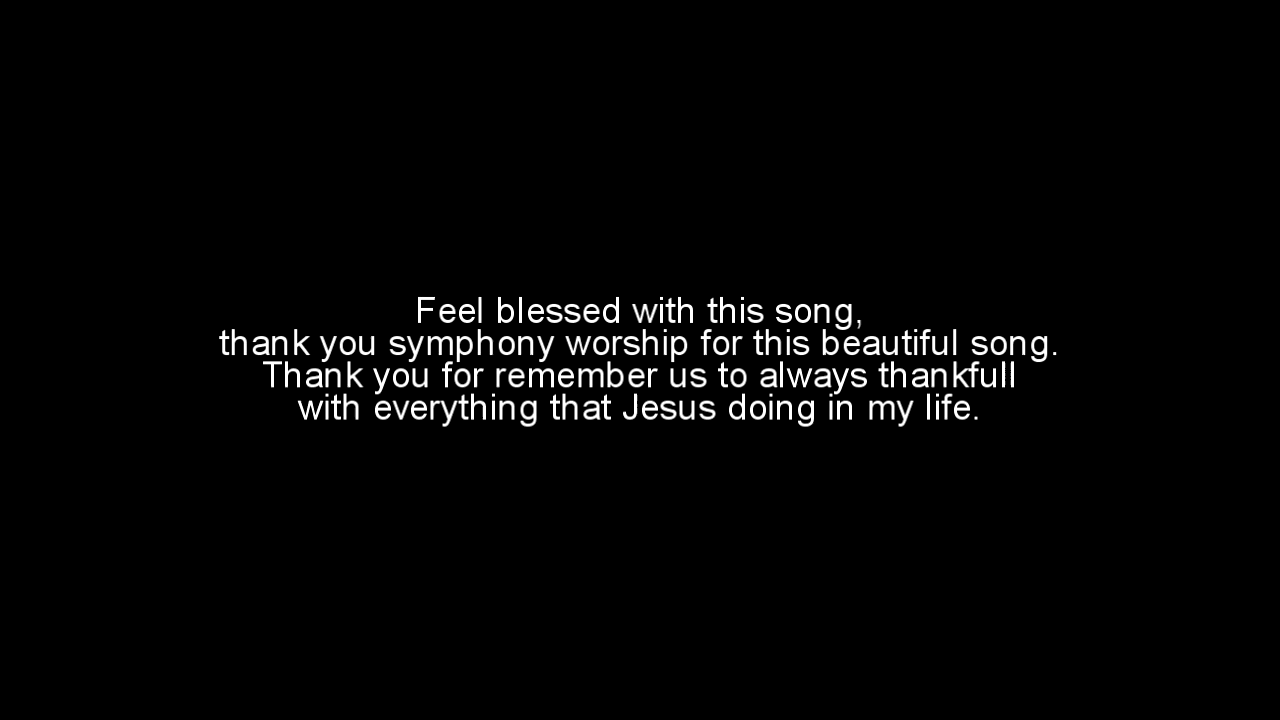 Feel blessed with this song,
thank you symphony worship for this beautiful song.
Thank you for remember us to always thankfull
with everything that Jesus doing in my life.